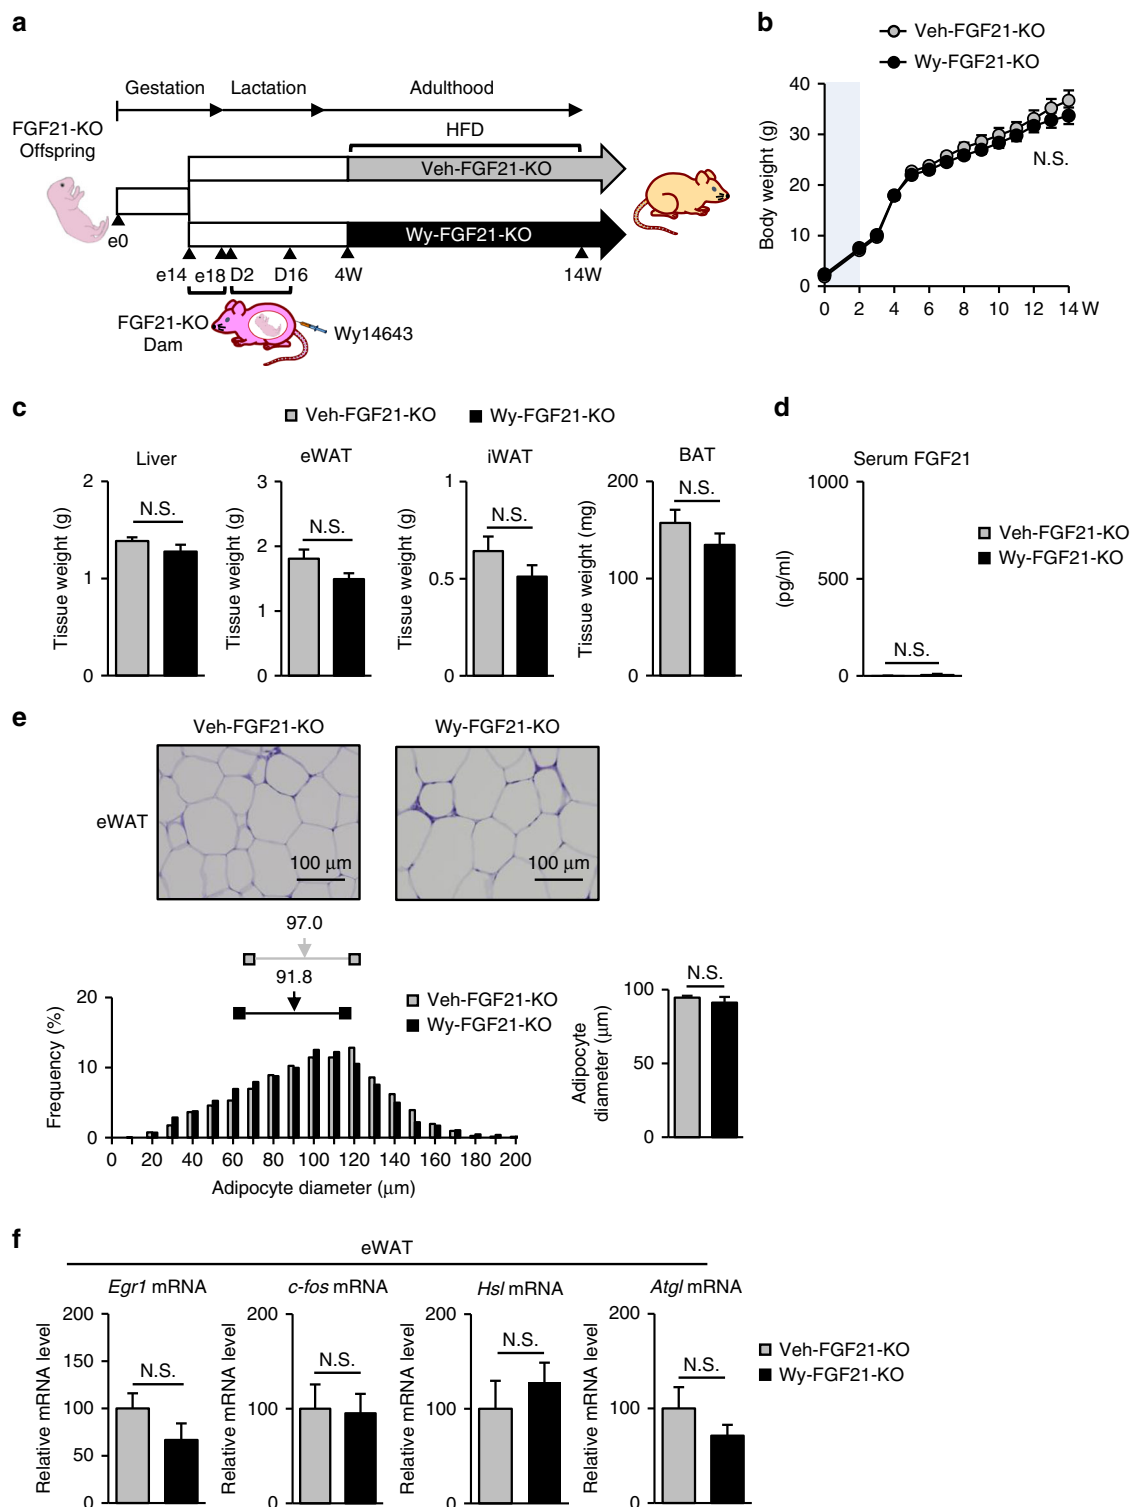 a
Gestation Lactation Adulthood
FGF21-KO
Offspring
HFD
Veh-FGF21-KO
Wy-FGF21-KO
e0
e14 e18 D2 D16 4W 14W
FGF21-KO
Dam
Wy14643
b
Veh-FGF21-KO
Wy-FGF21-KO
Body weight (g)
40
30
20
10
0
N.S.
0 2 4 6 8 10 12 14 W
c
Veh-FGF21-KO Wy-FGF21-KO
Liver
Tissue weight (g)
2
1
0
N.S.
eWAT
Tissue weight (g)
3
2
1
0
N.S.
iWAT
Tissue weight (g)
1
0.5
0
N.S.
BAT
Tissue weight (mg)
200
100
0
N.S.
d
Serum FGF21
(pg/ml)
1000
500
0
N.S.
Veh-FGF21-KO
Wy-FGF21-KO
e
Veh-FGF21-KO Wy-FGF21-KO
eWAT
100 μm 100 μm
97.0
91.8
Veh-FGF21-KO
Wy-FGF21-KO
Frequency (%)
20
10
0
0 20 40 60 80 100 120 140 160 180 200
Adipocyte diameter (μm)
Adipocyte
diameter (μm)
100
50
0
N.S.
f
eWAT
Egr1 mRNA
Relative mRNA level
200
150
100
50
0
N.S.
c-fos mRNA
Relative mRNA level
200
100
0
N.S.
Hsl mRNA
Relative mRNA level
200
100
0
N.S.
Atgl mRNA
Relative mRNA level
200
100
0
N.S.
Veh-FGF21-KO
Wy-FGF21-KO